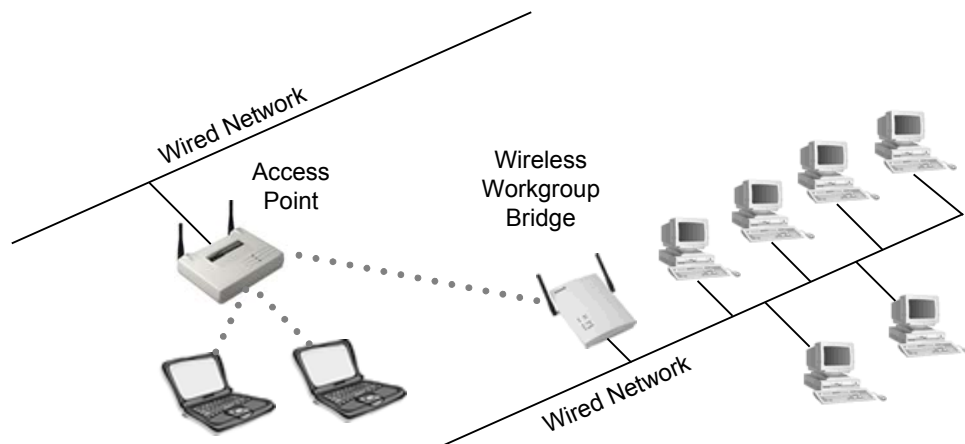 Wired Network
Access
Point
Wireless
Workgroup
Bridge
Wired Network